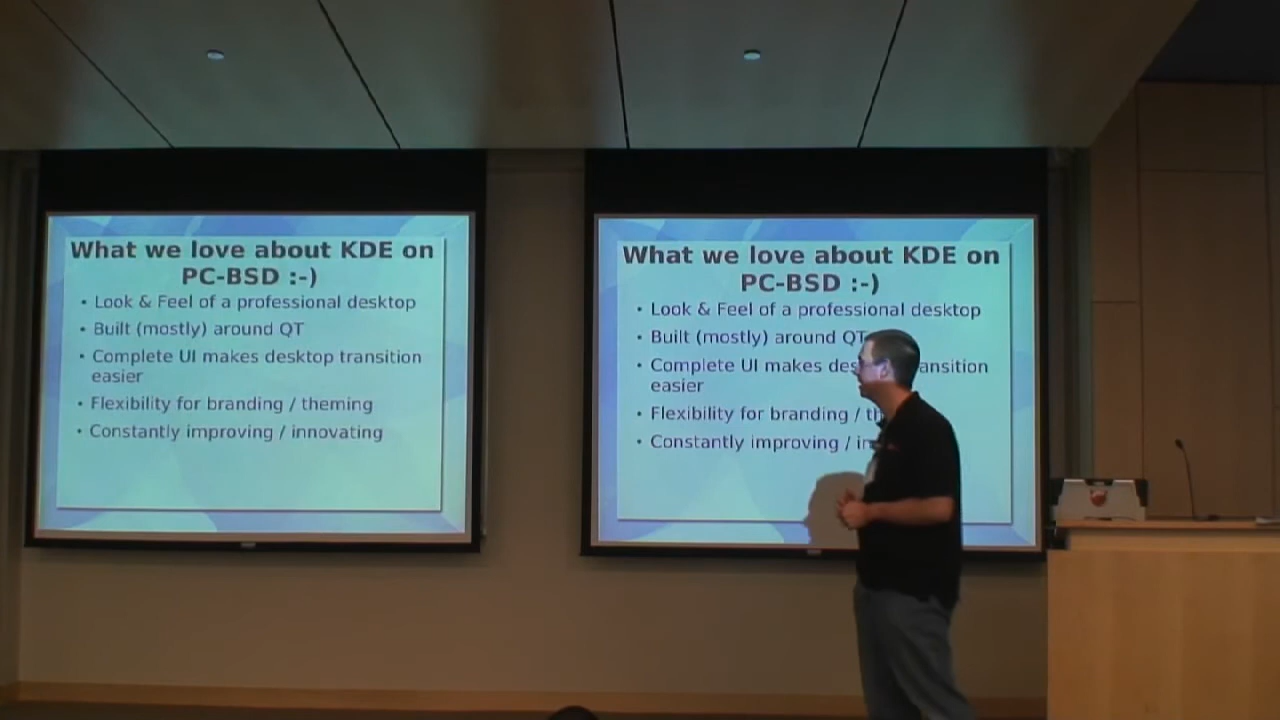 What we love about KDE on
PC-BSD :-)
• Look & Feel of a professional desktop
• Built (mostly) around QT
• Complete UI makes desktop transition
easier
• Flexibility for branding / theming
• Constantly improving / innovating
What we love about KDE on
PC-BSD :-)
• Look & Feel of a professional desktop
• Built (mostly) around QT
• Complete UI makes des ansition
easier
• Flexibility for branding / th
• Constantly improving / in